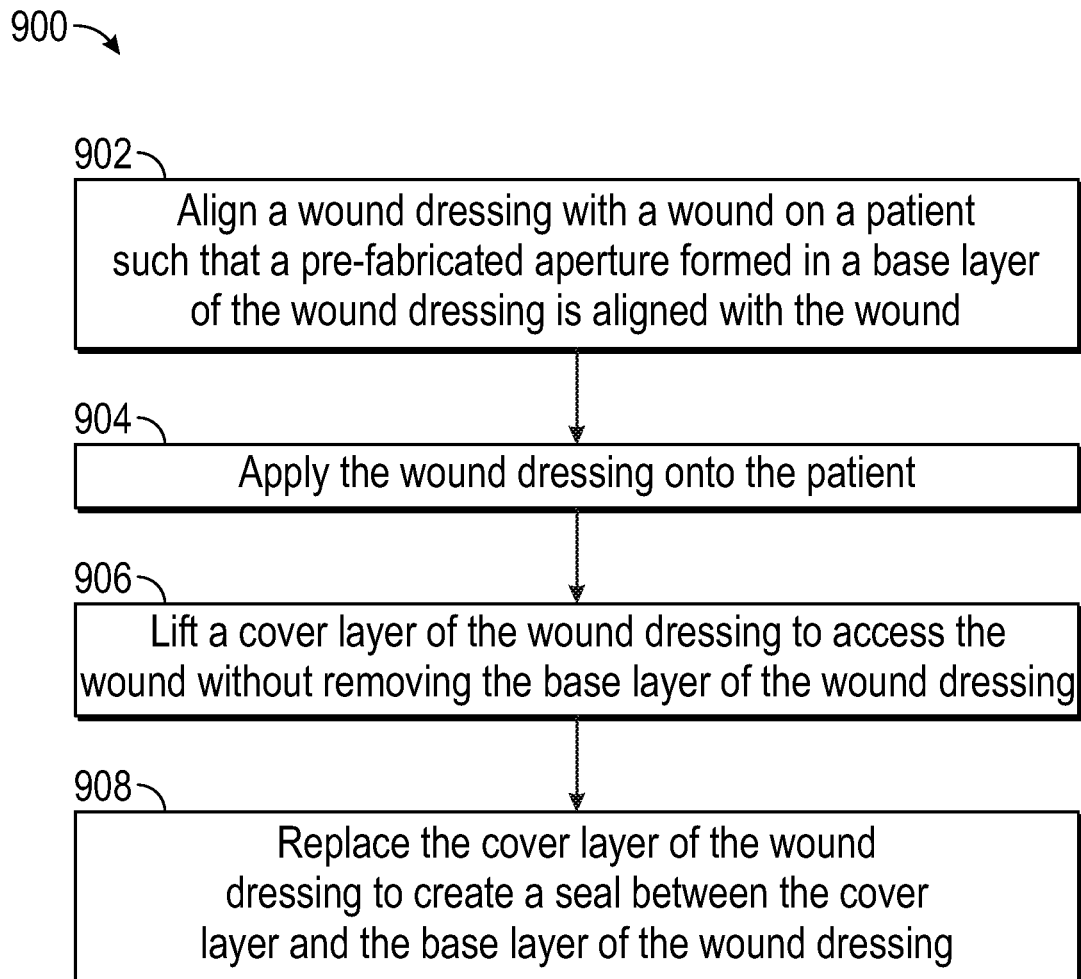 900
902
Align a wound dressing with a wound on a patient
such that a pre-fabricated aperture formed in a base layer
of the wound dressing is aligned with the wound
904
Apply the wound dressing onto the patient
906
Lift a cover layer of the wound dressing to access the
wound without removing the base layer of the wound dressing
908
Replace the cover layer of the wound
dressing to create a seal between the cover
layer and the base layer of the wound dressing